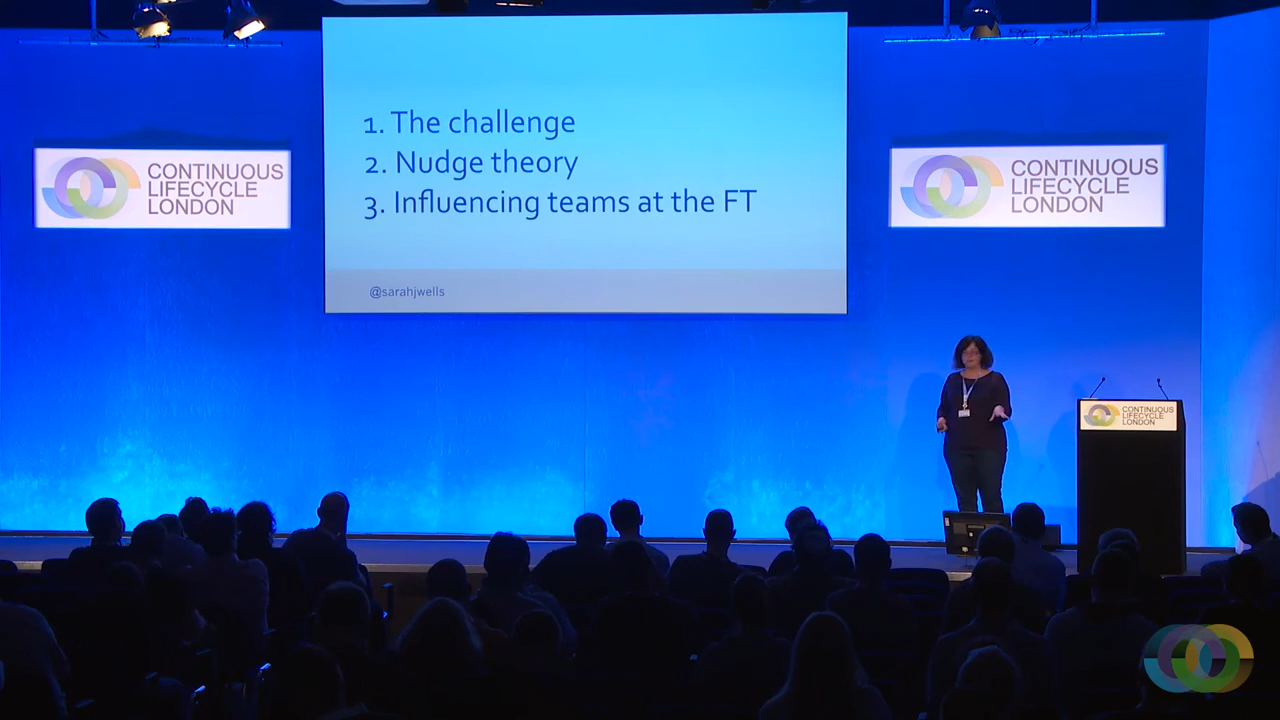 1. The challenge
2. Nudge theory
3. Influencing teams at the FT
@sarahjwells
CONTINUOUS
LIFECYCLE
LONDON
CONTINUOUS
LIFECYCLE
LONDON
CONTINUOUS
LIFECYCLE
LONDON